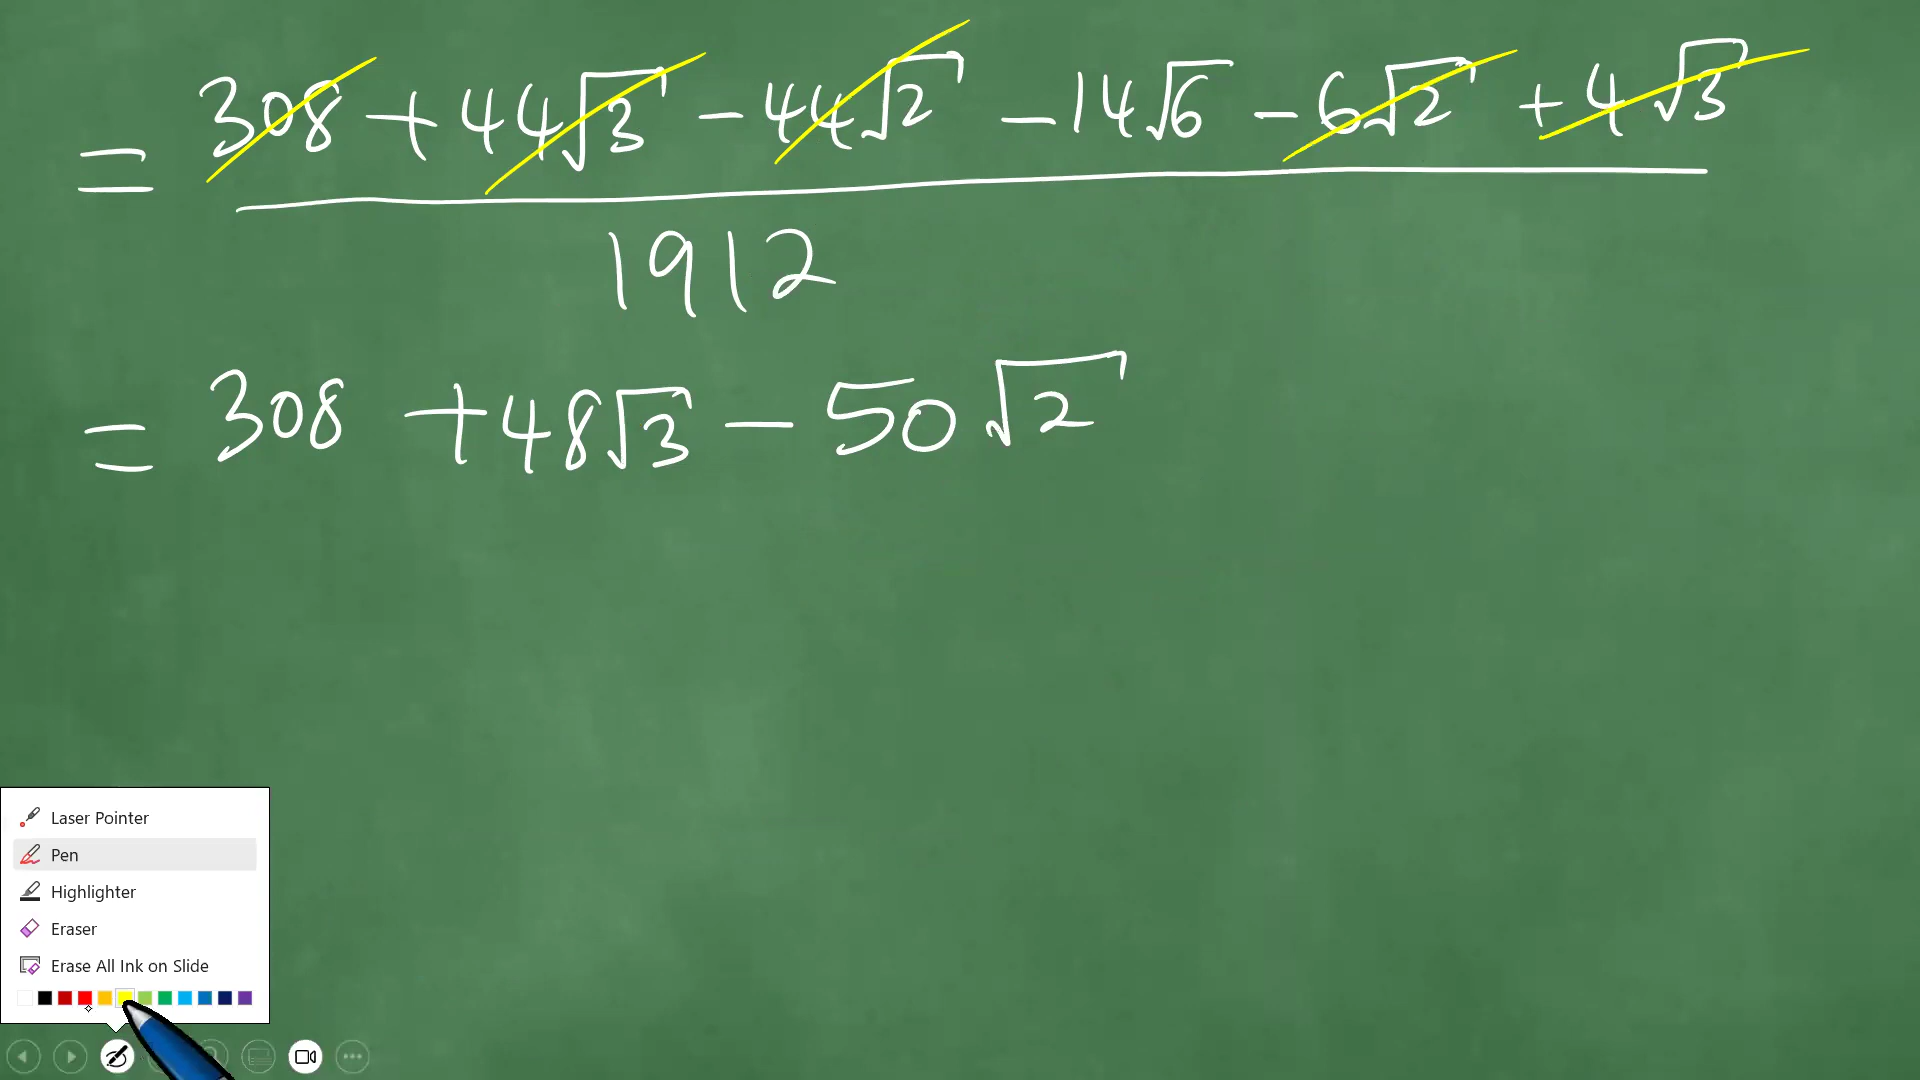 = 308 + 44√3 - 44√2 - 14√6 - 6√2 + 4√3
1912
= 308 + 48√3 - 50√2
Laser Pointer
Pen
Highlighter
Eraser
Erase All Ink on Slide